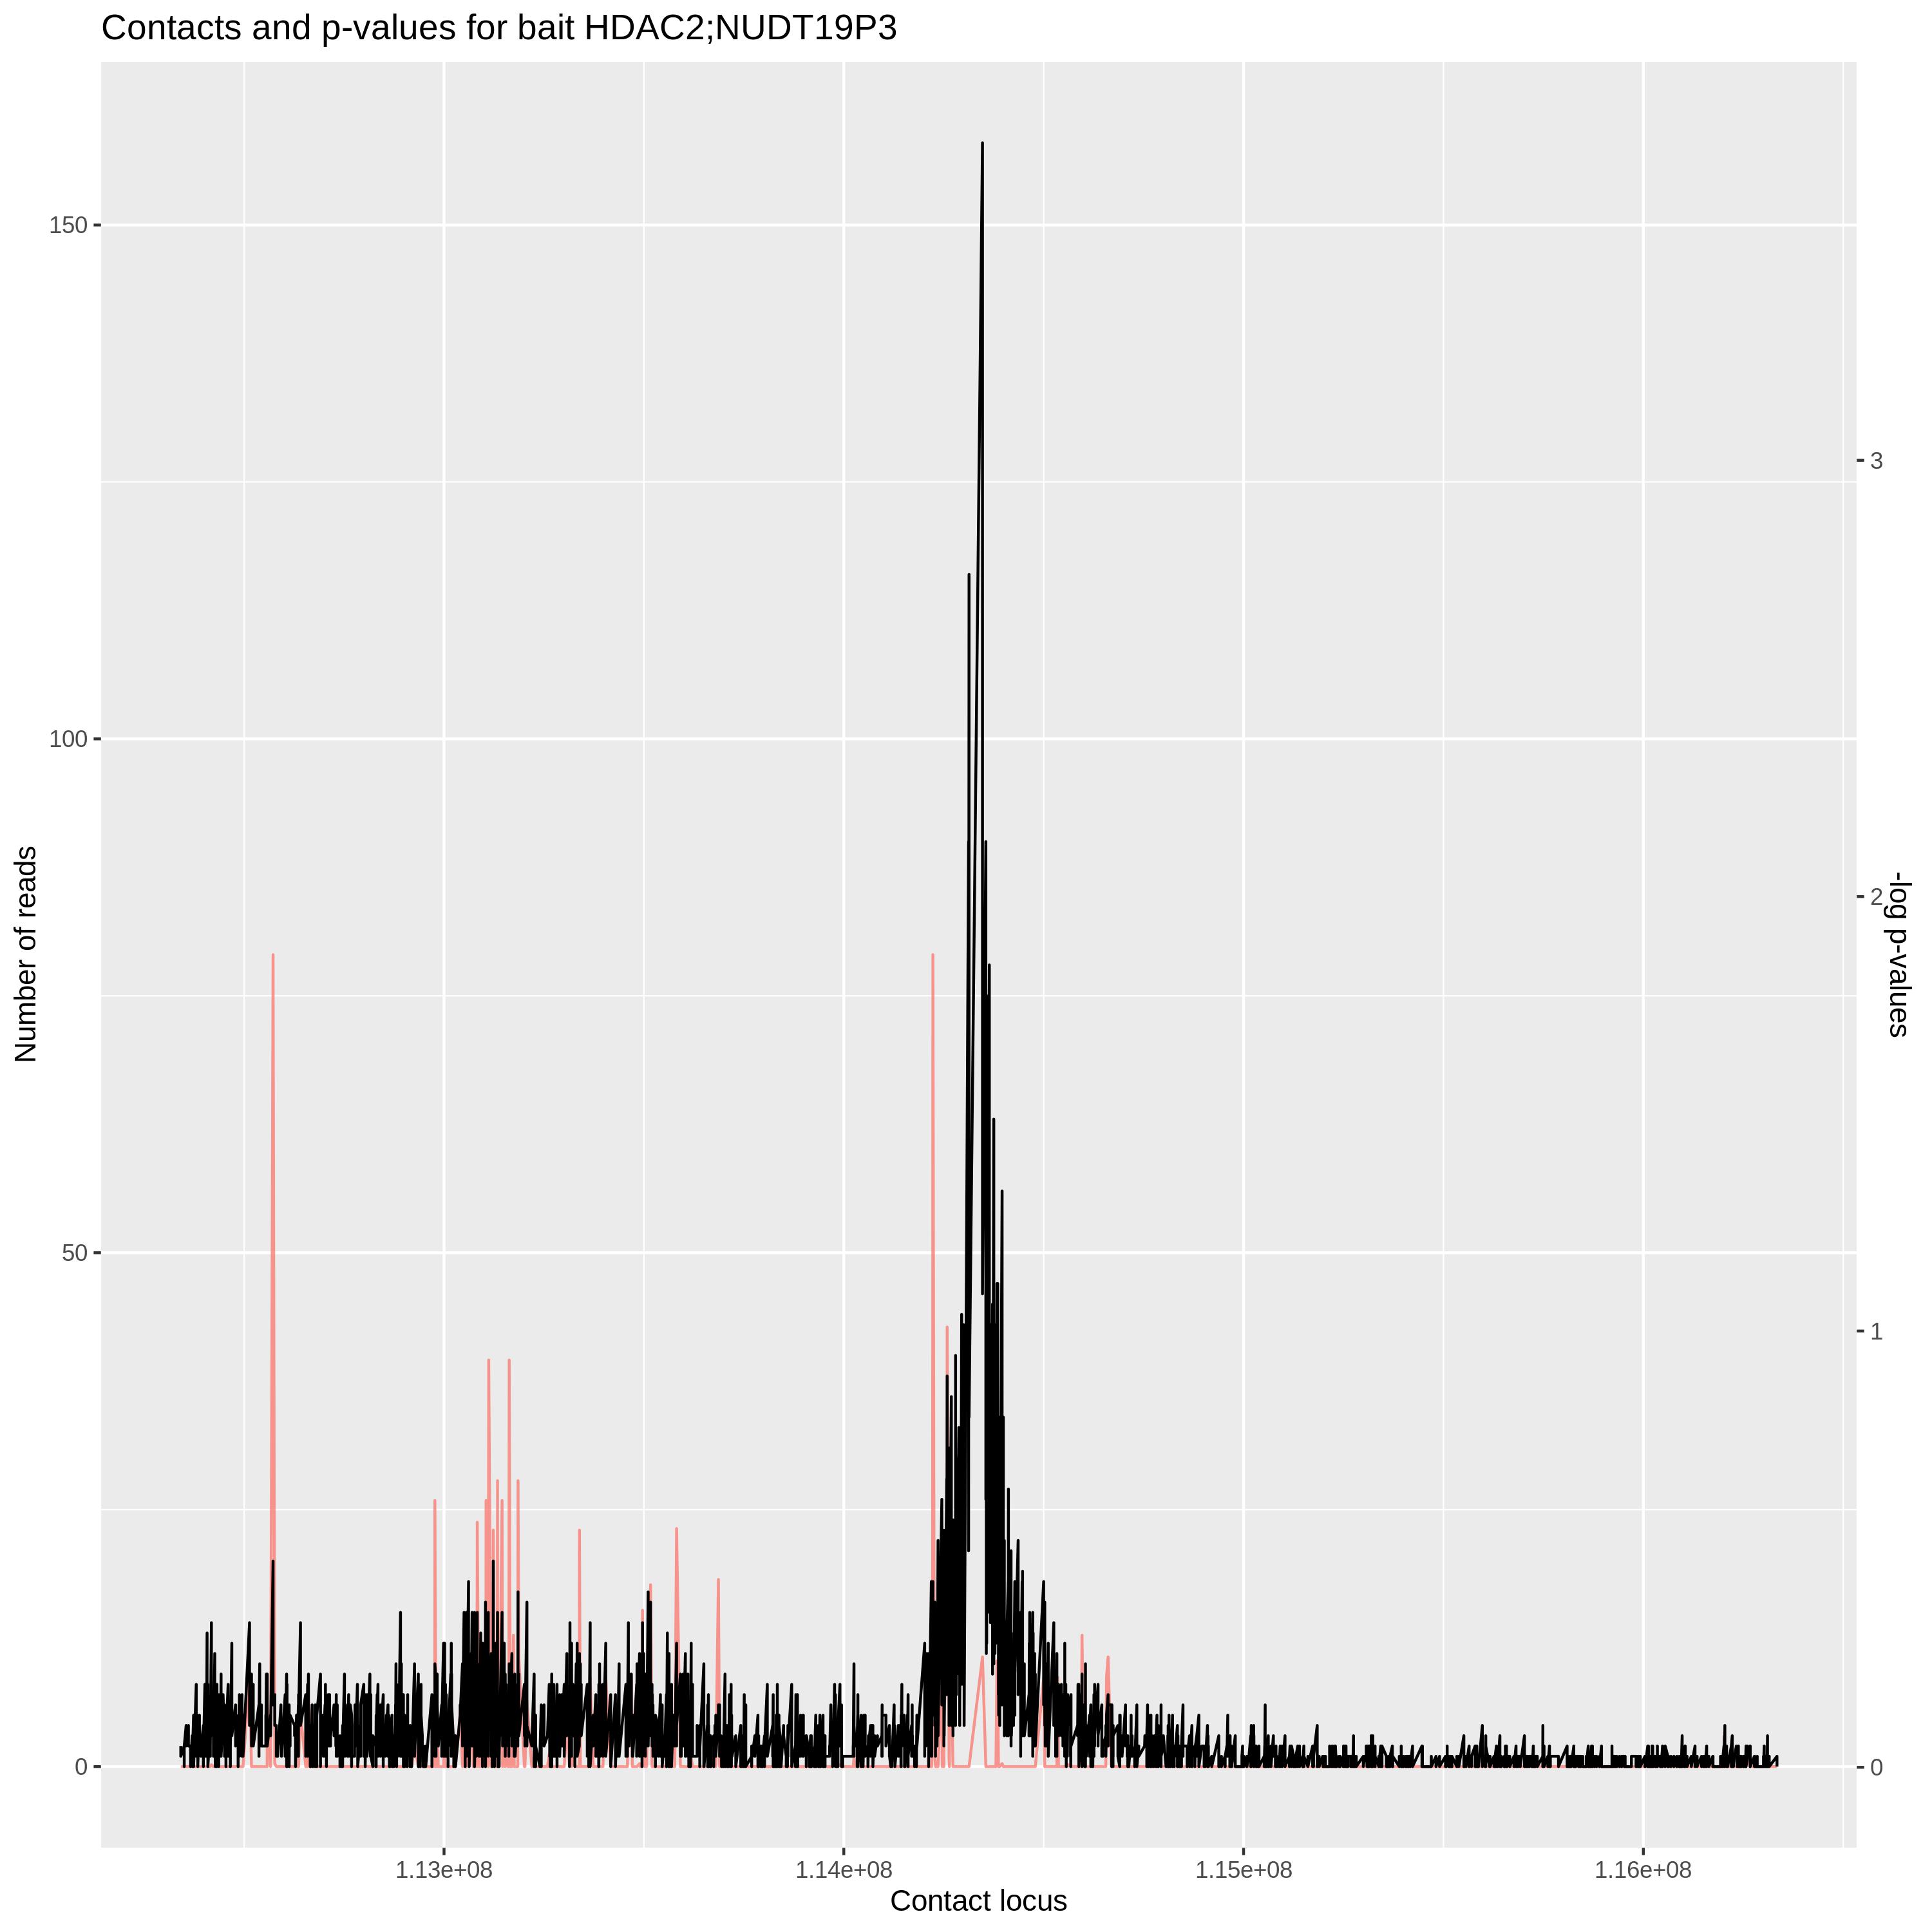 Contacts and p-values for bait HDAC2;NUDT19P3
150
100
50
0
Number of reads
3
2
1
0
-log p-values
1.13e+08
1.14e+08
1.15e+08
1.16e+08
Contact locus